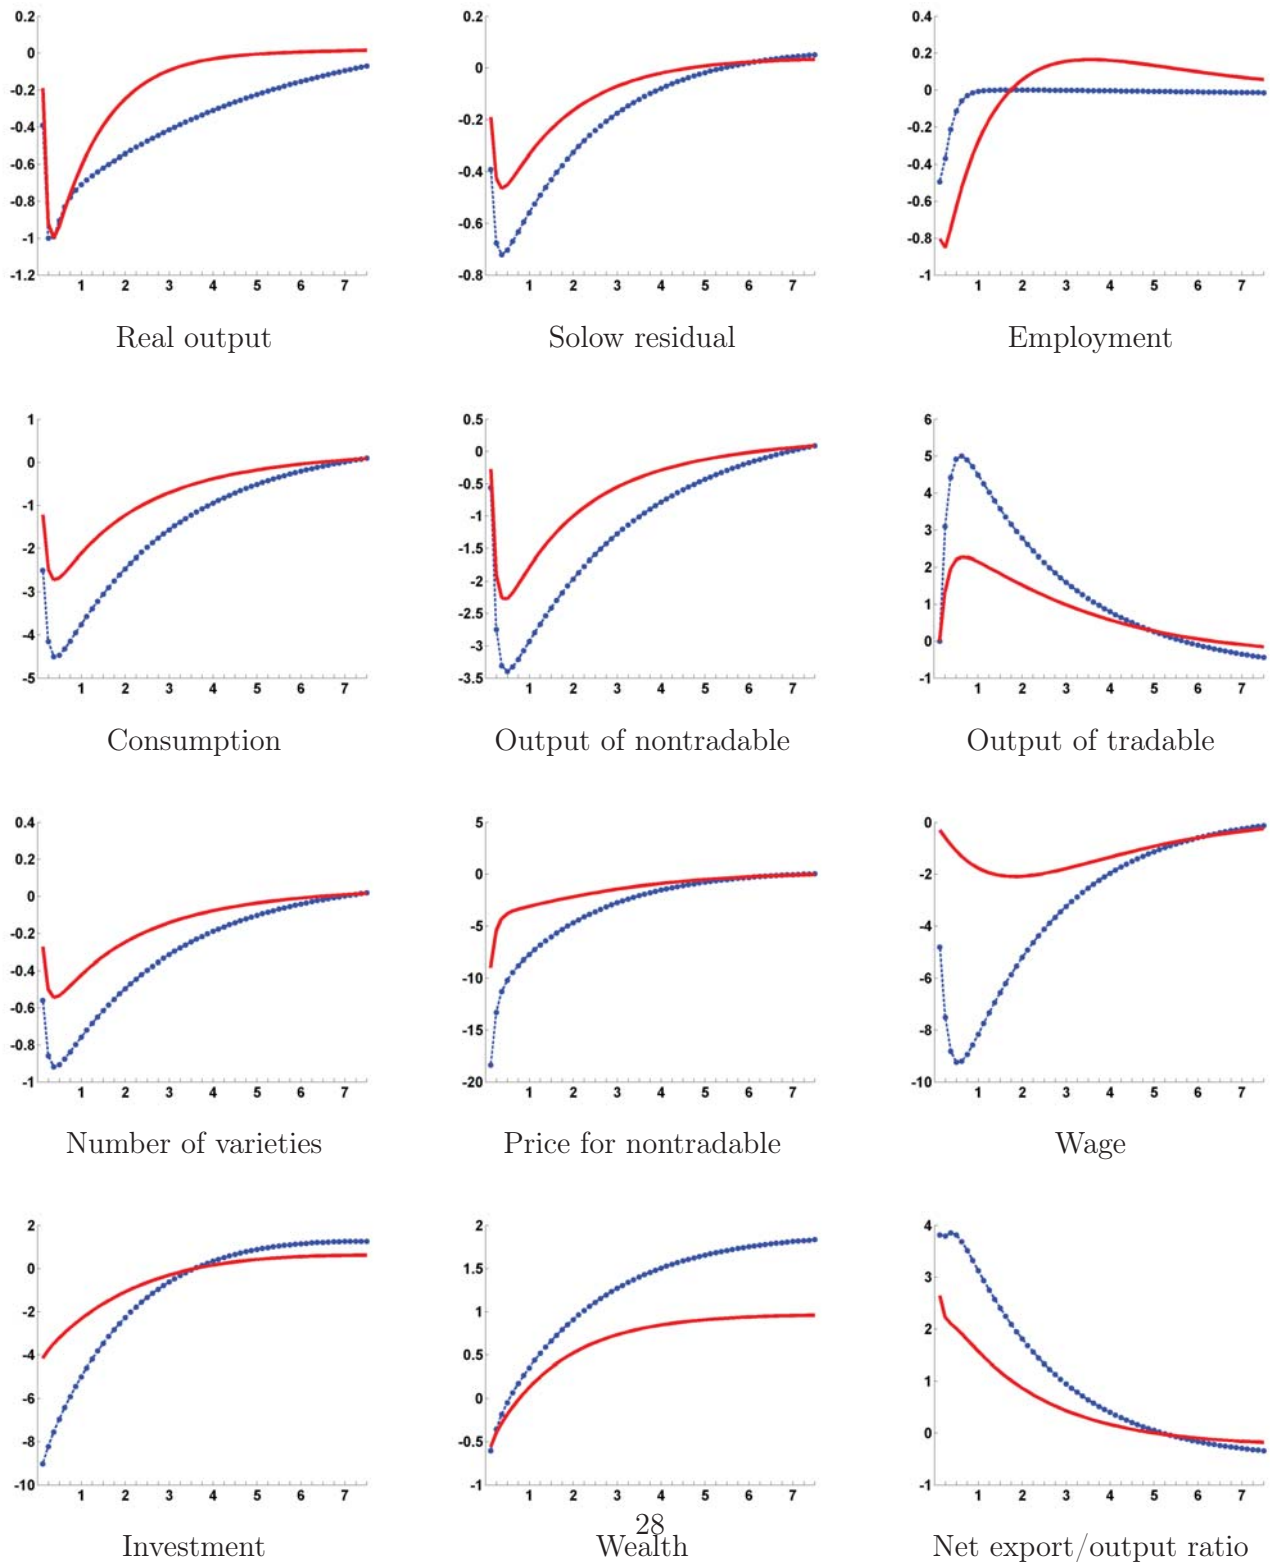 0.2 0.2 0.4
0 0 0.2
-0.2 -0.2 0
-0.4 -0.4 -0.2
-0.6 -0.6 -0.4
-0.8 -0.8 -0.6
-1 -0.8
-1.2 -1
1 2 3 4 5 6 7 1 2 3 4 5 6 7 1 2 3 4 5 6 7
Real output Solow residual Employment
1 0.5 6
0 0 5
-1 -0.5 4
-2 -1 3
-3 -1.5 2
-4 -2 1
-5 -2.5 0
-3 -1
-3.5
1 2 3 4 5 6 7 1 2 3 4 5 6 7 1 2 3 4 5 6 7
Consumption Output of nontradable Output of tradable
0.4 5 0
0.2 0 -2
0 -5 -4
-0.2 -10 -6
-0.4 -15 -8
-0.6 -20 -10
-0.8
-1
1 2 3 4 5 6 7 1 2 3 4 5 6 7 1 2 3 4 5 6 7
Number of varieties Price for nontradable Wage
2 2 4
0 1.5 3
-2 1 2
-4 0.5 1
-6 0 0
-8 -0.5 -1
-10 -1
1 2 3 4 5 6 7 1 2 3 4 5 6 7 1 2 3 4 5 6 7
28
Investment Wealth Net export/output ratio